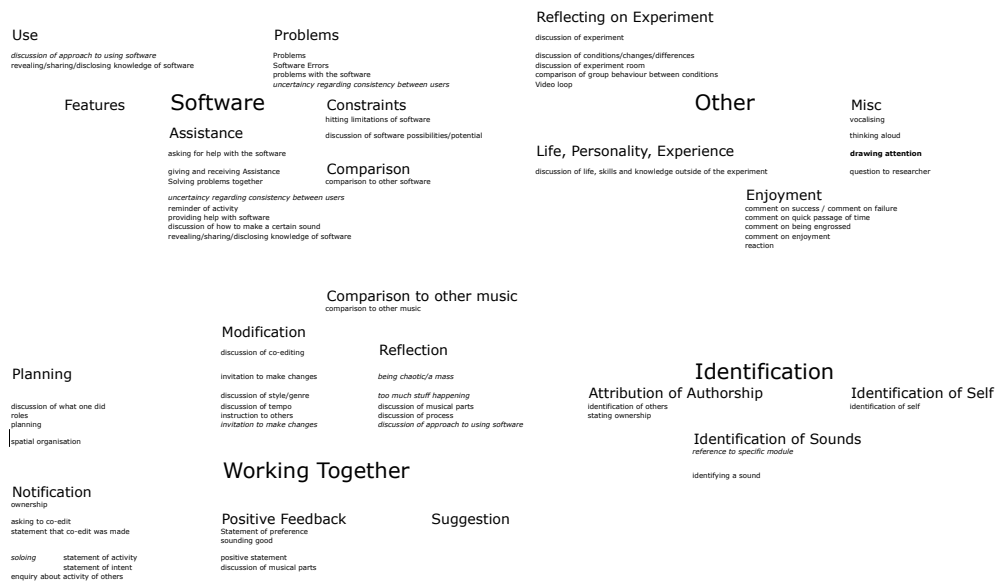 Use
discussion of approach to using software
revealing/sharing/disclosing knowledge of software
Problems
Problems
Software Errors
problems with the software
uncertainty regarding consistency between users
Features
Software
Constraints
hitting limitations of software
discussion of software possibilities/potential
Assistance
asking for help with the software
giving and receiving Assistance
Solving problems together
uncertaincy regarding consistency between users
reminder of activity
providing help with software
discussion of how to make a certain sound
revealing/sharing/disclosing knowledge of software
Comparison
comparison to other software
Reflecting on Experiment
discussion of experiment
discussion of conditions/changes/differences
discussion of experiment room
comparison of group behaviour between conditions
Video loop
Other
Misc
vocalising
thinking aloud
drawing attention
question to researcher
Life, Personality, Experience
discussion of life, skills and knowledge outside of the experiment
Enjoyment
comment on success / comment on failure
comment on quick passage of time
comment on being engrossed
comment on enjoyment
reaction
Comparison to other music
comparison to other music
Modification
discussion of co-editing
invitation to make changes
discussion of style/genre
discussion of tempo
instruction to others
invitation to make changes
Reflection
being chaotic/a mass
too much stuff happening
discussion of musical parts
discussion of process
discussion of approach to using software
Planning
discussion of what one did
roles
planning
spatial organisation
Working Together
Notification
ownership
asking to co-edit
statement that co-edit was made
soloing statement of activity
statement of intent
enquiry about activity of others
Positive Feedback
Statement of preference
sounding good
positive statement
discussion of musical parts
Suggestion
Identification
Attribution of Authorship
identification of others
stating ownership
Identification of Self
identification of self
Identification of Sounds
reference to specific module
identifying a sound